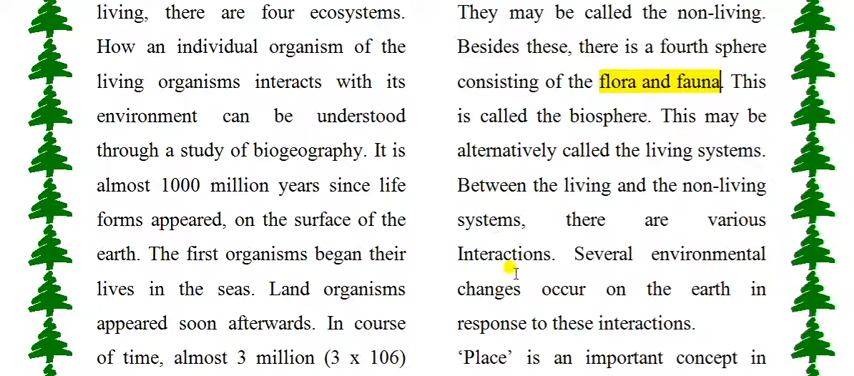 living, there are four ecosystems.
How an individual organism of the
living organisms interacts with its
environment can be understood
through a study of biogeography. It is
almost 1000 million years since life
forms appeared, on the surface of the
earth. The first organisms began their
lives in the seas. Land organisms
appeared soon afterwards. In course
of time, almost 3 million (3 x 106)
They may be called the non-living.
Besides these, there is a fourth sphere
consisting of the flora and fauna. This
is called the biosphere. This may be
alternatively called the living systems.
Between the living and the non-living
systems, there are various
Interactions. Several environmental
changes occur on the earth in
response to these interactions.
‘Place’ is an important concept in